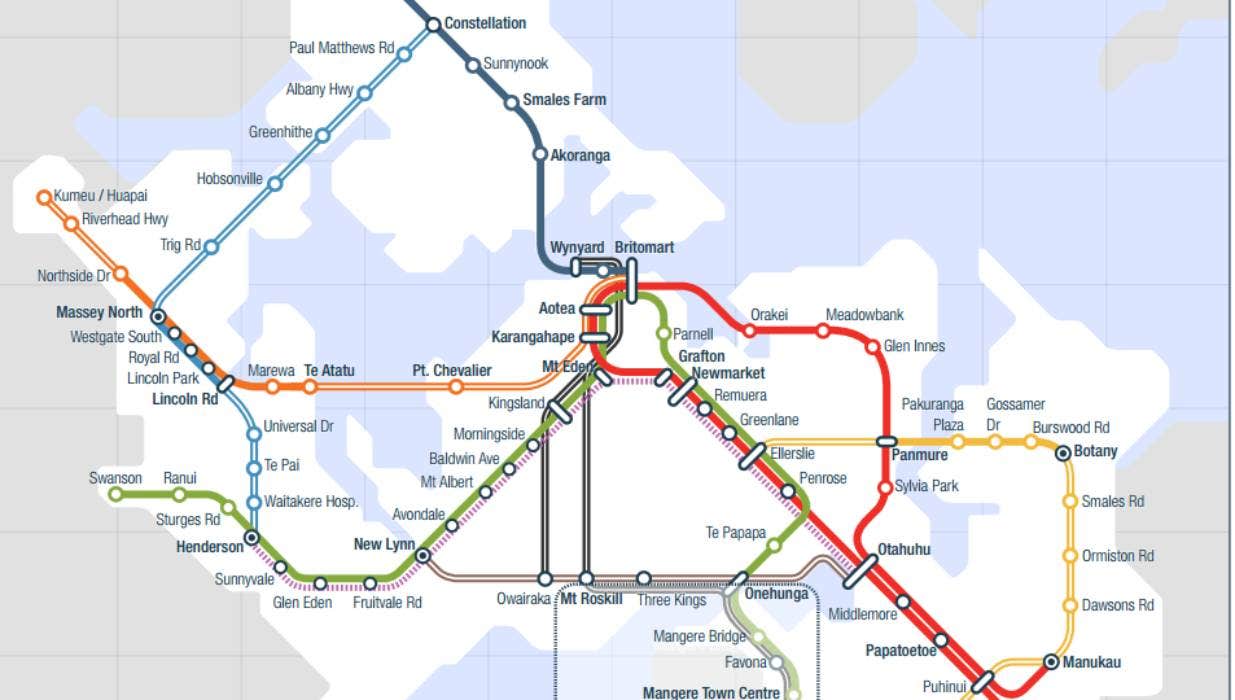 Constellation
Paul Matthews Rd
Sunnynook
Albany Hwy
Smales Farm
Greenhithe
Akoranga
Hobsonville
Kumeu / Huapai
Riverhead Hwy
Trig Rd
Wynyard
Britomart
Northside Dr
Massey North
Aotea
Orakei
Meadowbank
Westgate South
Karangahape
Parnell
Glen Innes
Royal Rd
Grafton
Lincoln Park
Marewa
Te Atatu
Pt. Chevalier
Mt Eden
Newmarket
Lincoln Rd
Kingsland
Remuera
Pakuranga
Plaza
Gossamer
Dr
Universal Dr
Morningside
Greenlane
Burswood Rd
Te Pai
Baldwin Ave
Ellerslie
Panmure
Botany
Swanson
Ranui
Mt Albert
Penrose
Sylvia Park
Waitakere Hosp.
Smales Rd
Sturges Rd
Avondale
Te Papapa
Henderson
New Lynn
Otahuhu
Ormiston Rd
Sunnyvale
Glen Eden
Fruitvale Rd
Owairaka
Mt Roskill
Three Kings
Onehunga
Middlemore
Dawsons Rd
Mangere Bridge
Papatoetoe
Favona
Manukau
Mangere Town Centre
Puhinui